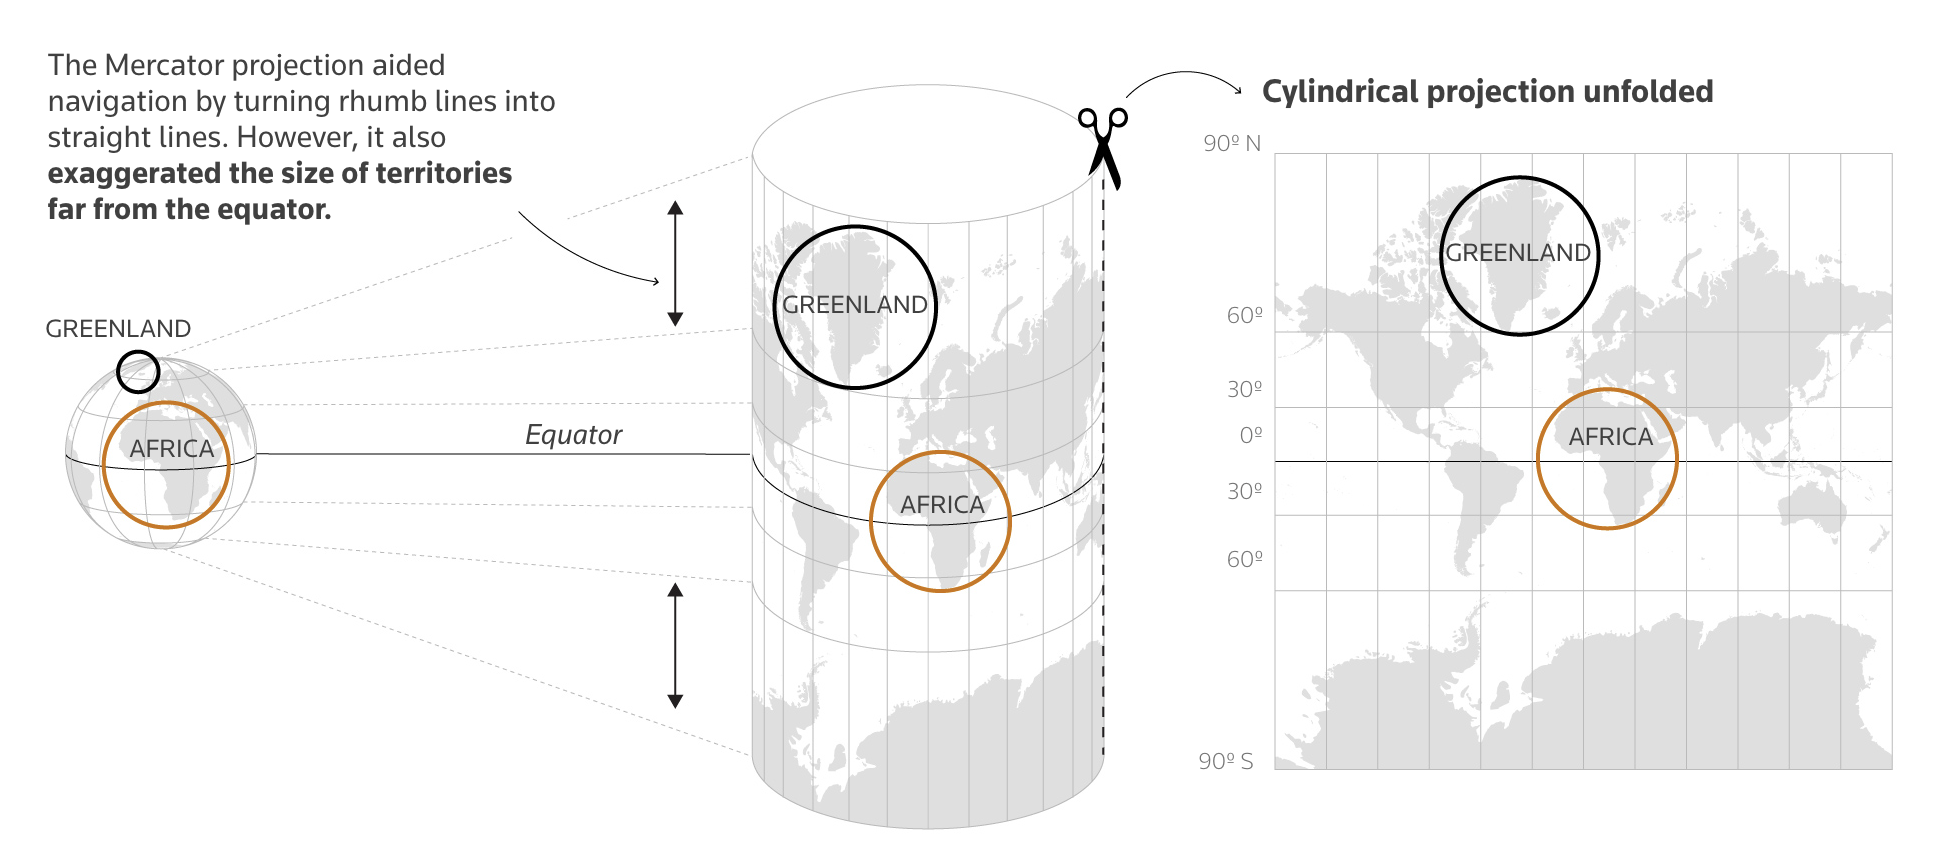 The Mercator projection aided
navigation by turning rhumb lines into
straight lines. However, it also
exaggerated the size of territories
far from the equator.
GREENLAND
AFRICA
Equator
GREENLAND
AFRICA
Cylindrical projection unfolded
90º N
60º
30º
0º
30º
60º
90º S
GREENLAND
AFRICA